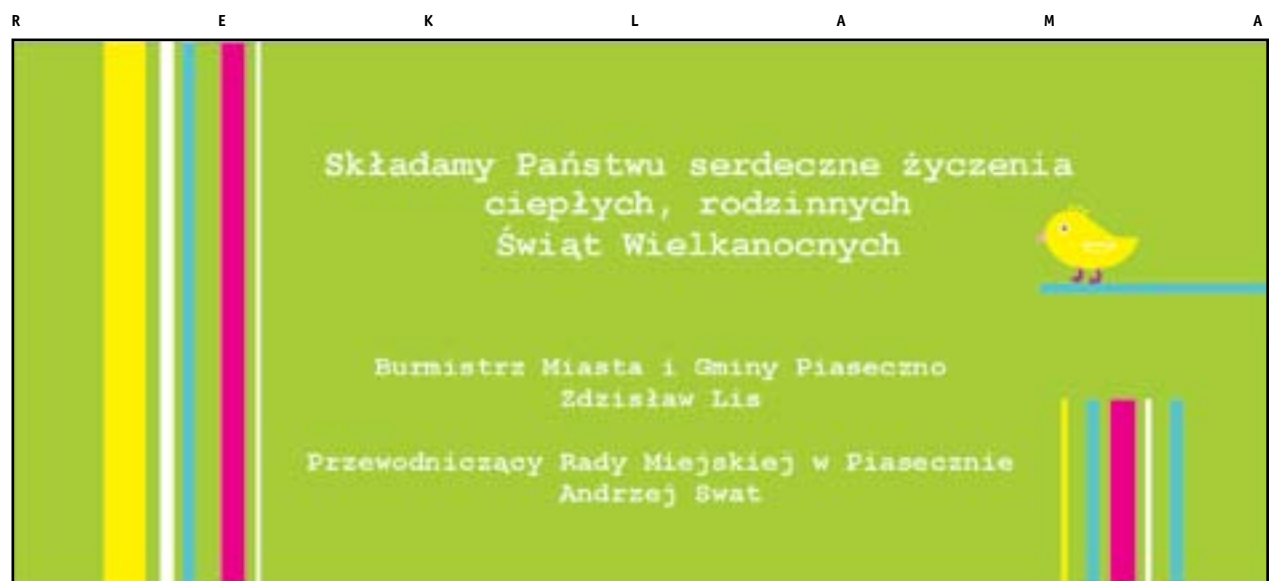 R E K L A M A
Składamy Państwu serdeczne życzenia
ciepłych, rodzinnych
Świąt Wielkanocnych
Burmistrz Miasta i Gminy Piaseczno
Zdzisław Lis
Przewodniczący Rady Miejskiej w Piasecznie
Andrzej Swat